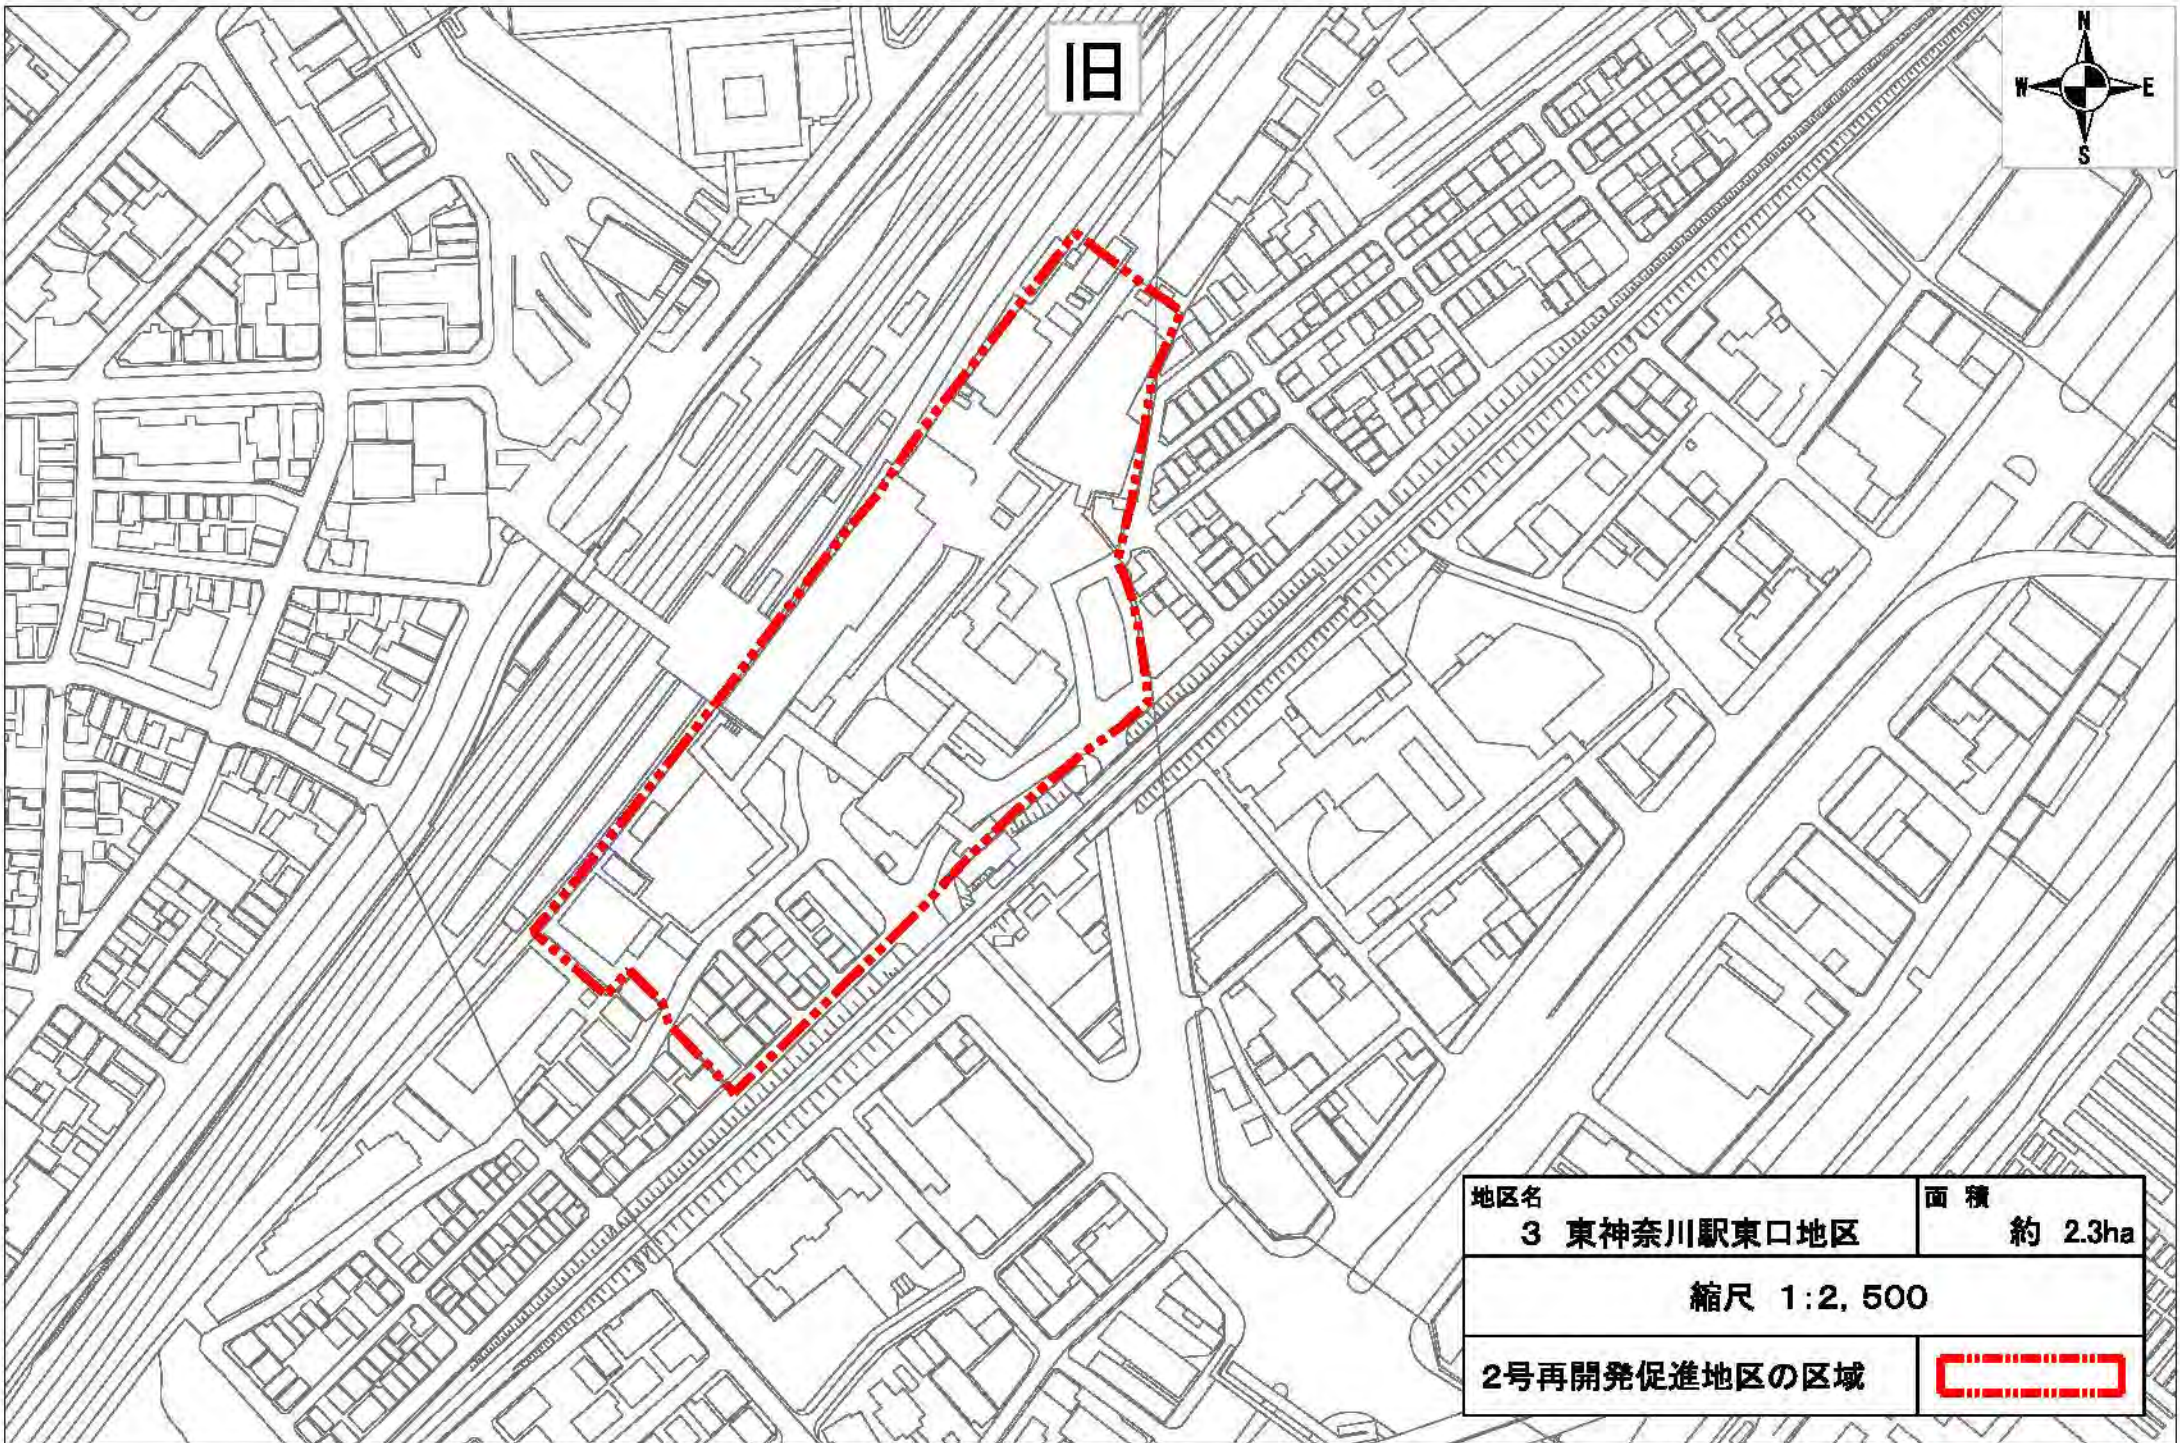 旧
N
W E
S
地区名
3 東神奈川駅東口地区
面 積
約 2.3ha
縮尺 1:2, 500
2号再開発促進地区の区域